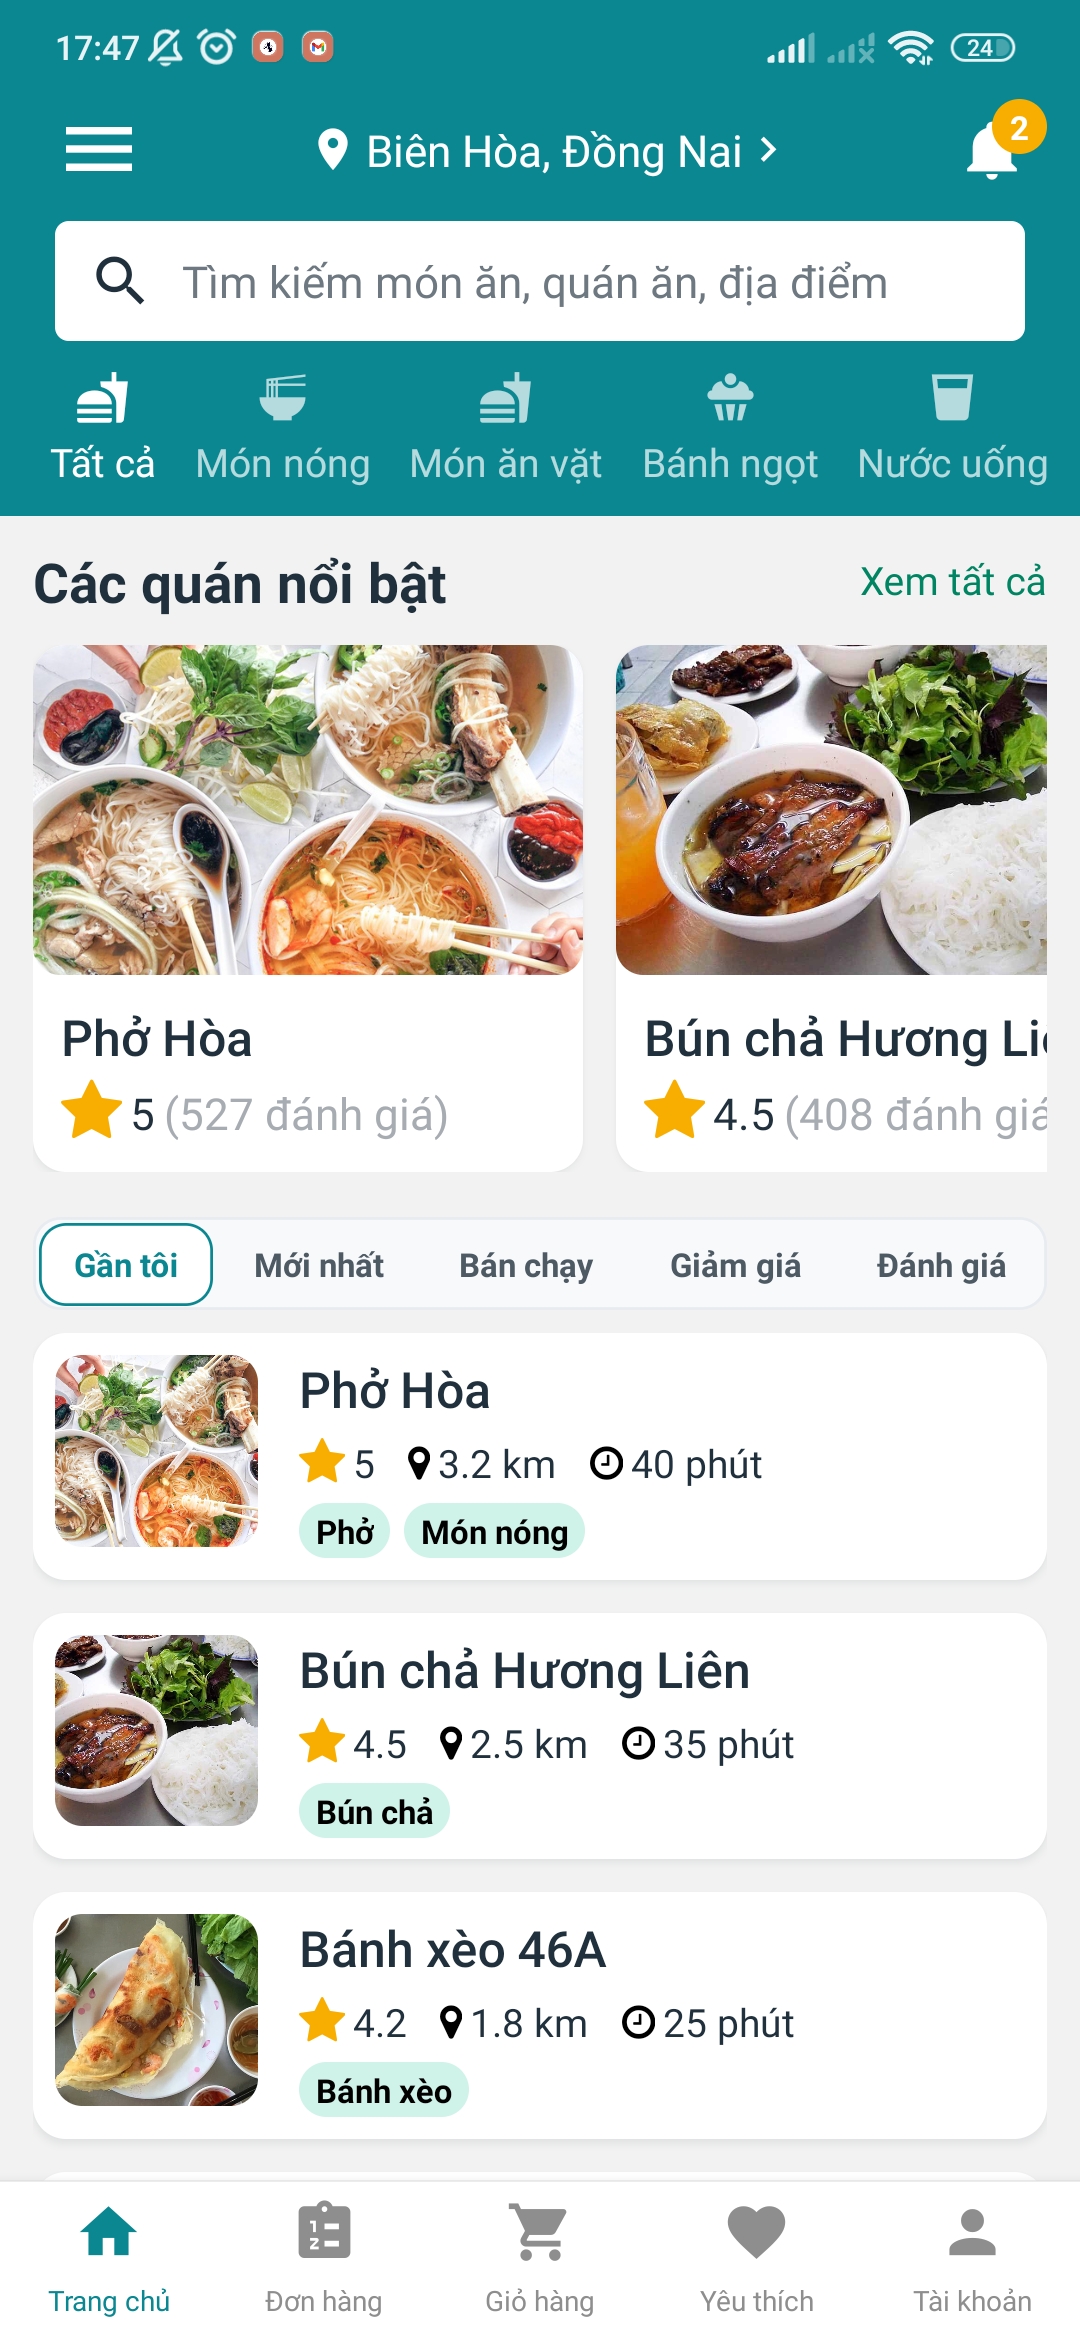 17:47
24
Biên Hòa, Đồng Nai
2
Tìm kiếm món ăn, quán ăn, địa điểm
Tất cả Món nóng Món ăn vặt Bánh ngọt Nước uống
Các quán nổi bật
Xem tất cả
Phở Hòa
5 (527 đánh giá)
Bún chả Hương Liê
4.5 (408 đánh giá
Gần tôi Mới nhất Bán chạy Giảm giá Đánh giá
Phở Hòa
5 3.2 km 40 phút
Phở Món nóng
Bún chả Hương Liên
4.5 2.5 km 35 phút
Bún chả
Bánh xèo 46A
4.2 1.8 km 25 phút
Bánh xèo
Trang chủ Đơn hàng Giỏ hàng Yêu thích Tài khoản